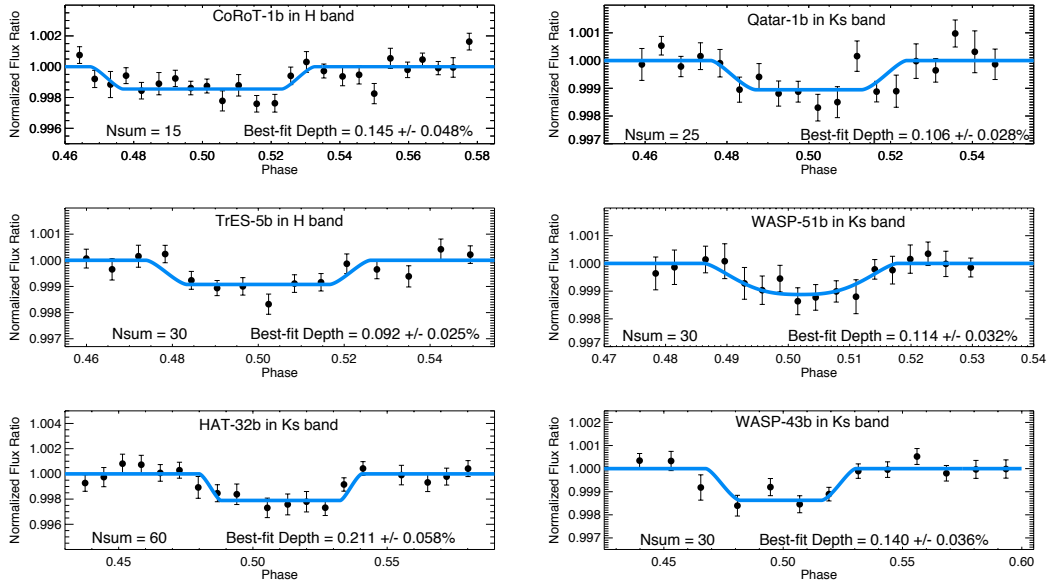 CoRoT-1b in H band
Normalized Flux Ratio
1.002
1.000
0.998
0.996
Nsum = 15 Best-fit Depth = 0.145 +/- 0.048%
0.46 0.48 0.50 0.52 0.54 0.56 0.58
Phase
Qatar-1b in Ks band
Normalized Flux Ratio
1.001
1.000
0.999
0.998
0.997
Nsum = 25 Best-fit Depth = 0.106 +/- 0.028%
0.46 0.48 0.50 0.52 0.54
Phase
TrES-5b in H band
Normalized Flux Ratio
1.001
1.000
0.999
0.998
0.997
Nsum = 30 Best-fit Depth = 0.092 +/- 0.025%
0.46 0.48 0.50 0.52 0.54
Phase
WASP-51b in Ks band
Normalized Flux Ratio
1.001
1.000
0.999
0.998
0.997
Nsum = 30 Best-fit Depth = 0.114 +/- 0.032%
0.47 0.48 0.49 0.50 0.51 0.52 0.53 0.54
Phase
HAT-32b in Ks band
Normalized Flux Ratio
1.004
1.002
1.000
0.998
0.996
Nsum = 60 Best-fit Depth = 0.211 +/- 0.058%
0.45 0.50 0.55
Phase
WASP-43b in Ks band
Normalized Flux Ratio
1.002
1.001
1.000
0.999
0.998
0.997
Nsum = 30 Best-fit Depth = 0.140 +/- 0.036%
0.45 0.50 0.55 0.60
Phase